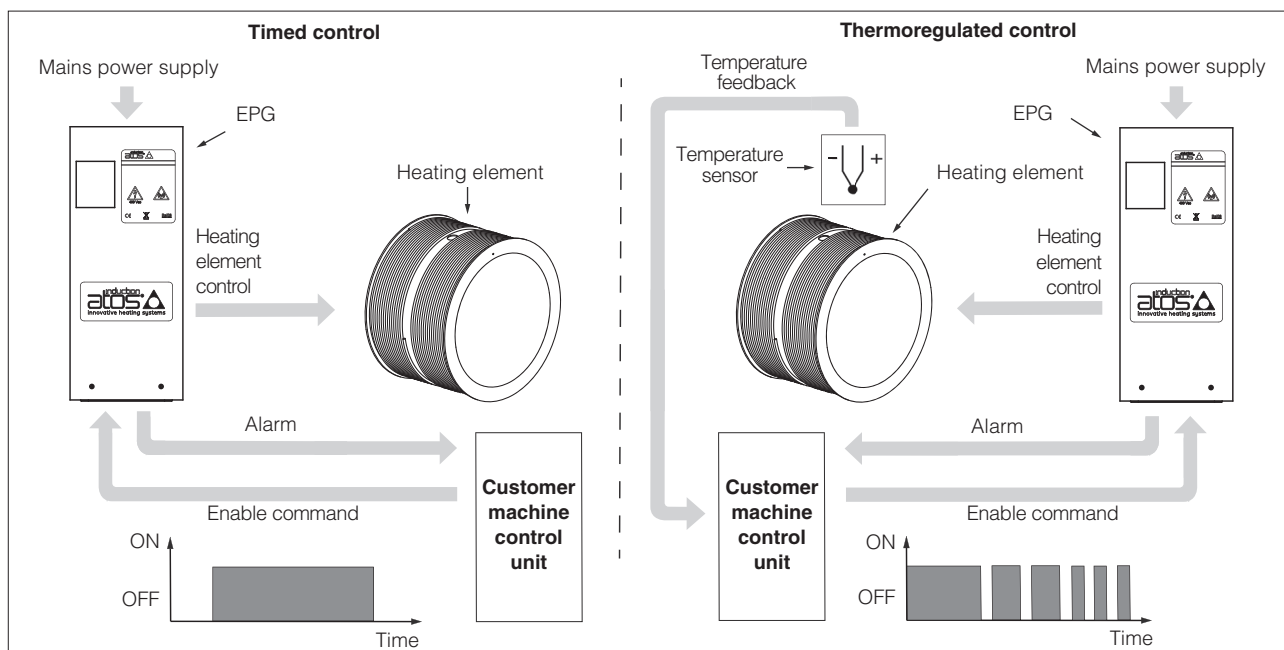 Timed control
Mains power supply
EPG
Heating element
Heating
element
control
induction
atos
innovative heating systems
Alarm
Enable command
Customer
machine
control
unit
ON
OFF
Time
Thermoregulated control
Temperature
feedback
Mains power supply
EPG
Temperature
sensor
- +
Heating element
Heating
element
control
induction
atos
innovative heating systems
Alarm
Enable command
Customer
machine
control
unit
ON
OFF
Time